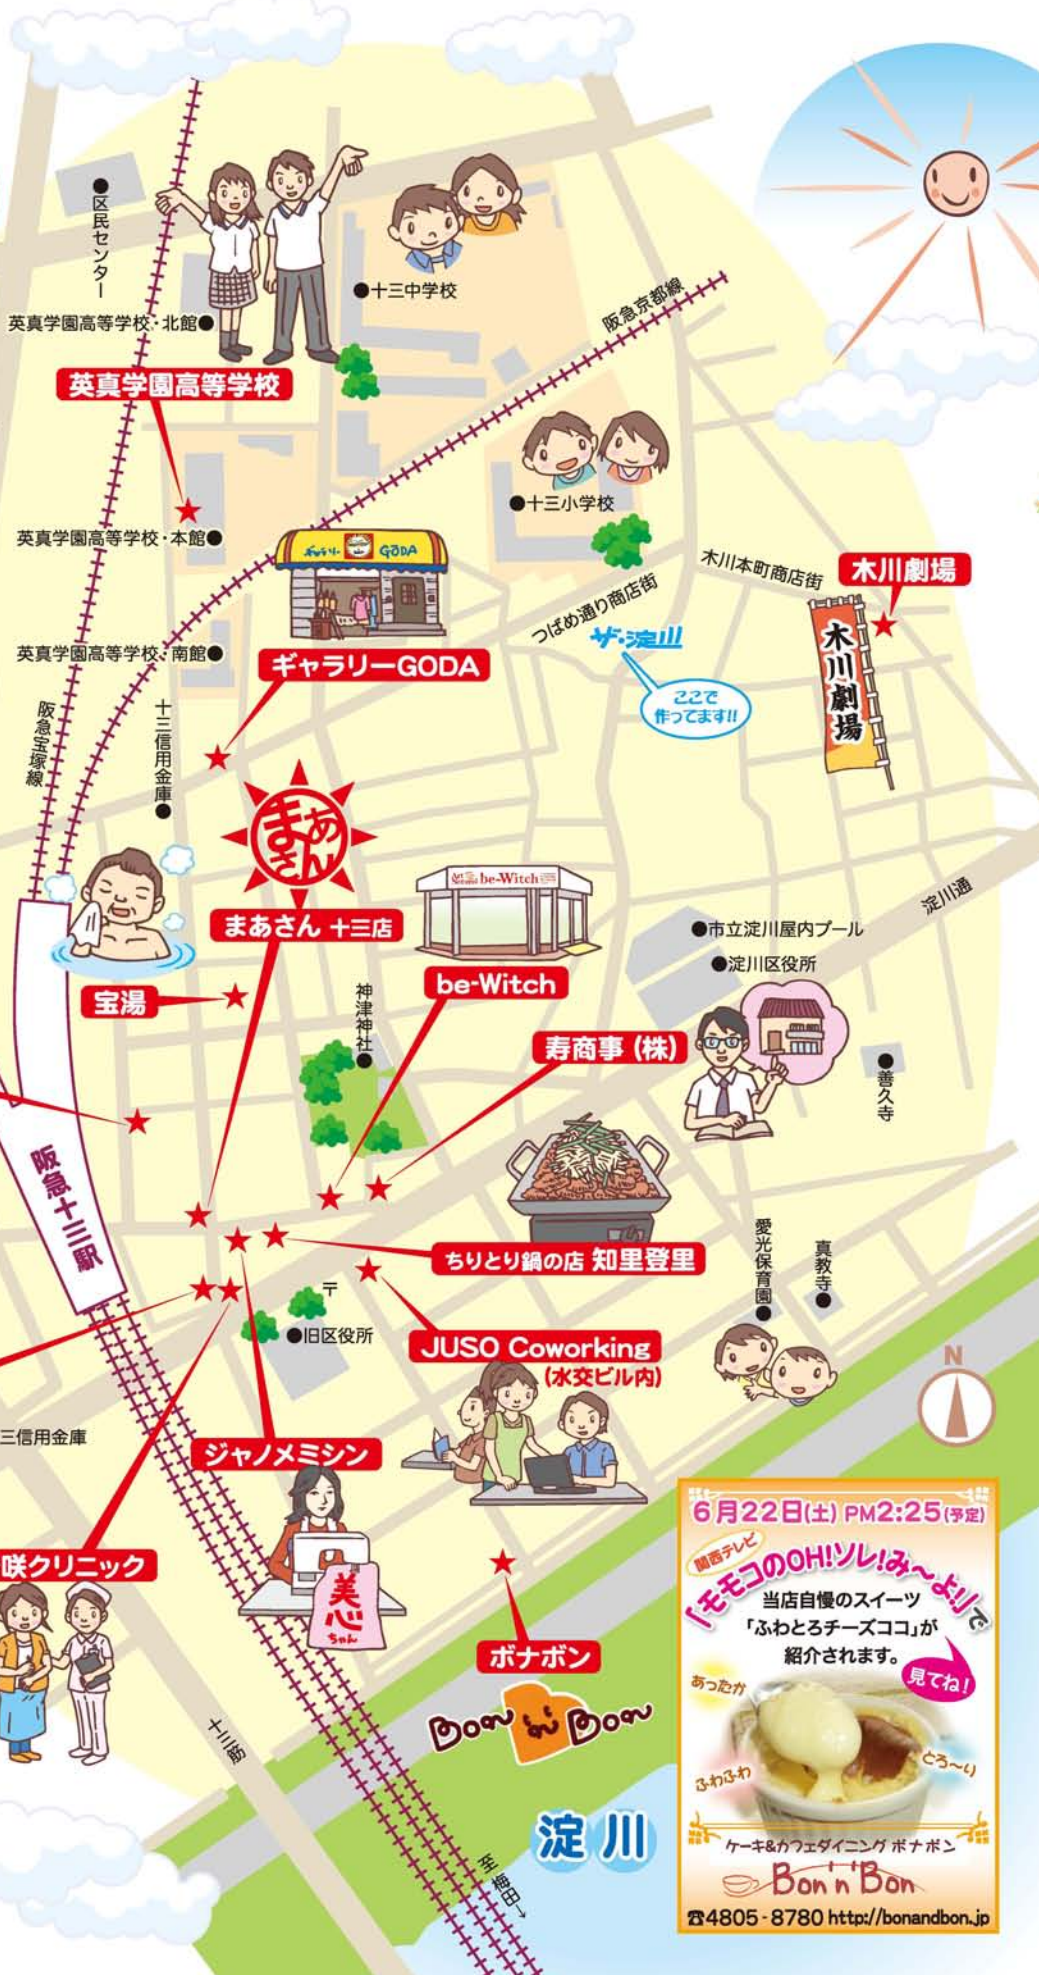 ●区民センター
●十三中学校
英真学園高等学校・北館●
英真学園高等学校
阪急京都線
●十三小学校
英真学園高等学校・本館●
ギャラリー GODA
木川本町商店街
木川劇場
木川劇場
つばめ通り商店街
ザ・淀川
ここで
作ってます!!
英真学園高等学校・南館●
ギャラリーGODA
阪急宝塚線
十三信用金庫●
まあさん
まあさん 十三店
be-Witch
be-Witch
淀川通
●市立淀川屋内プール
●淀川区役所
宝湯
神津神社●
寿商事(株)
●善久寺
阪急十三駅
ちりとり鍋の店 知里登里
愛光保育園●
真教寺●
〒
●旧区役所
JUSO Coworking
(水交ビル内)
N
三信用金庫
ジャノメミシン
美心
ちゃん
咲クリニック
ボナボン
Bon'n'Bon
十三筋
淀川
至梅田→
6月22日(土) PM2:25(予定)
関西テレビ
「モモコのOH!ソレ!み〜よ!」で
当店自慢のスイーツ
「ふわとろチーズココ」が
紹介されます。
見てね!
あったか
ふわふわ
とろ〜り
ケーキ&カフェダイニング ボナボン
Bon'n'Bon
☎4805-8780 http://bonandbon.jp